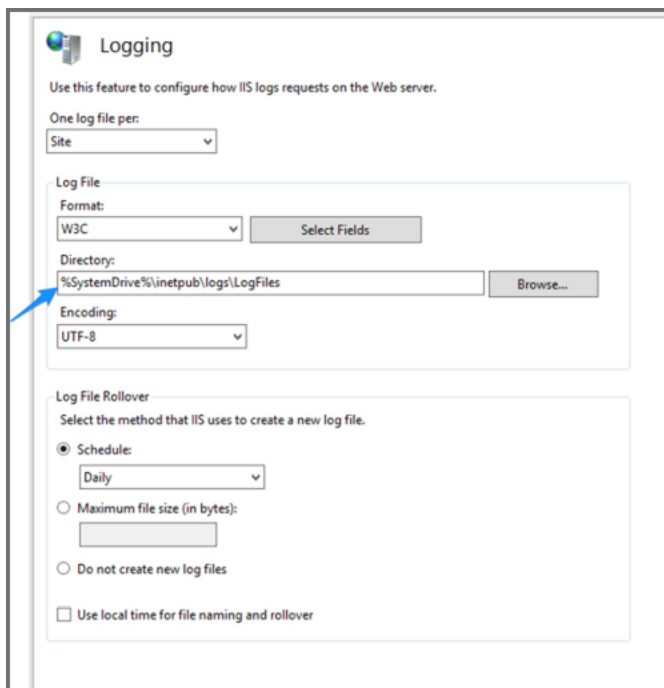 Logging
Use this feature to configure how IIS logs requests on the Web server.
One log file per:
Site
Log File
Format:
W3C
Select Fields
Directory:
%SystemDrive%\inetpub\logs\LogFiles
Browse...
Encoding:
UTF-8
Log File Rollover
Select the method that IIS uses to create a new log file.
Schedule:
Daily
Maximum file size (in bytes):
Do not create new log files
Use local time for file naming and rollover